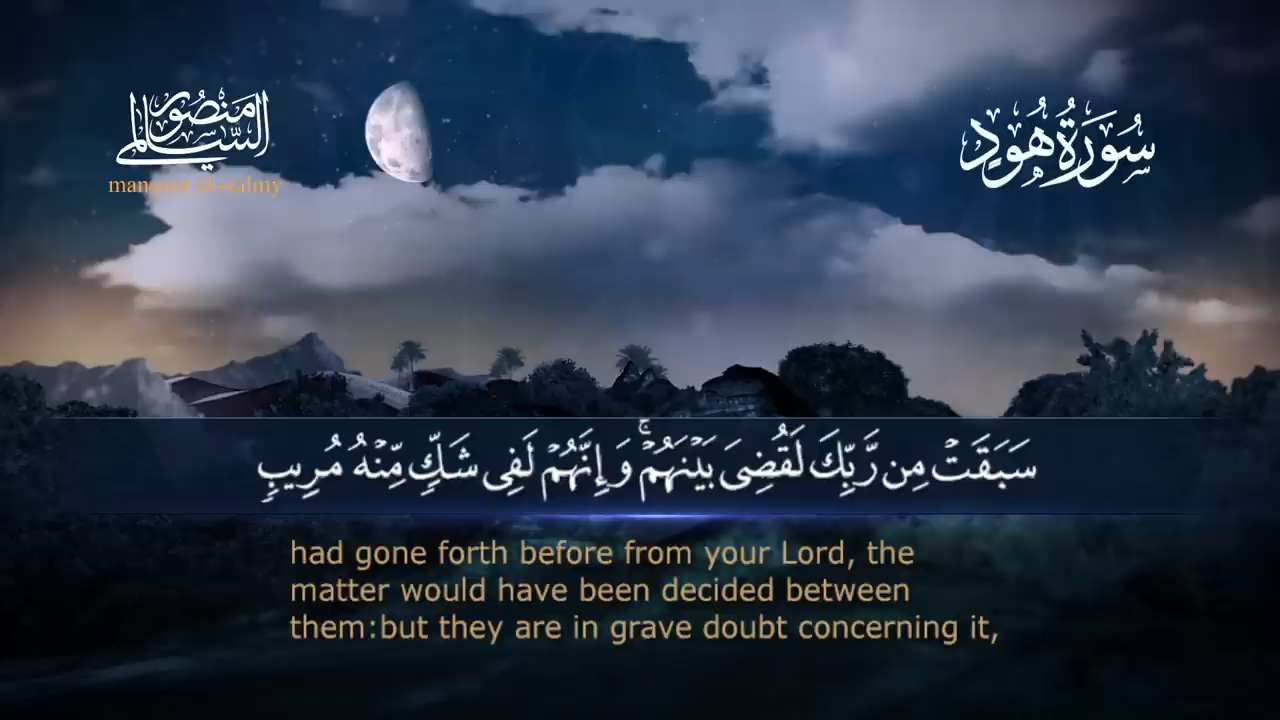 منصور السالمي
mansour al-salmy
سُورَةُ هُودٍ
سَبَقَتْ مِن رَّبِّكَ لَقُضِىَ بَيْنَهُمْ ۚ وَإِنَّهُمْ لَفِى شَكٍّ مِّنْهُ مُرِيبٍ
had gone forth before from your Lord, the
matter would have been decided between
them:but they are in grave doubt concerning it,